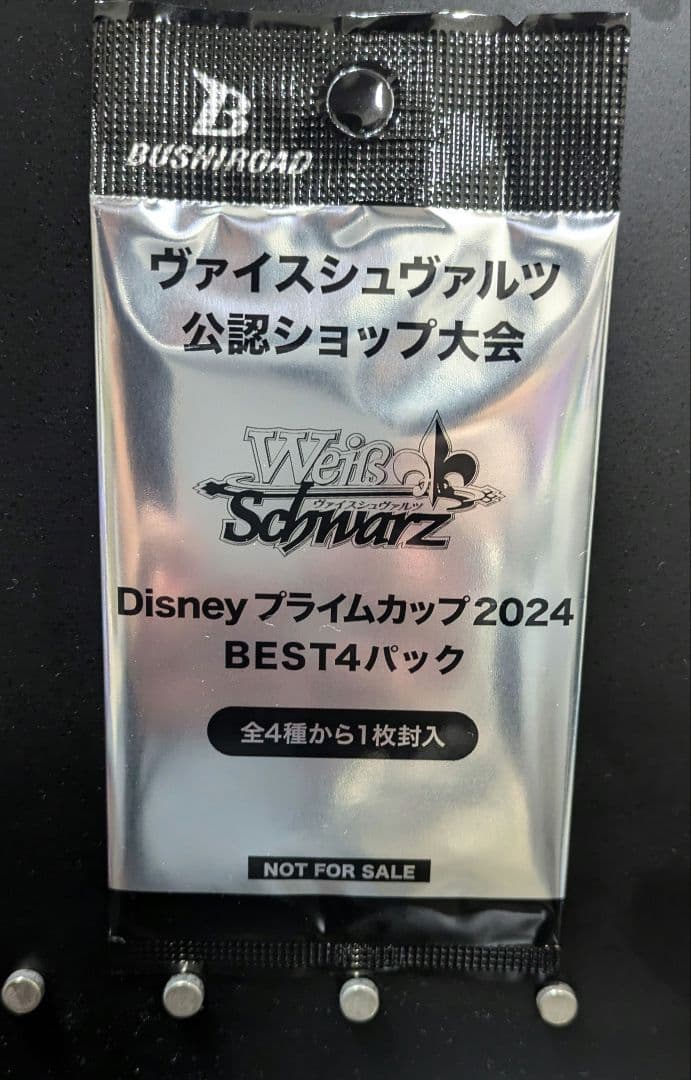 B
BUSHIROAD
ヴァイスシュヴァルツ
公認ショップ大会
Weiß
ヴァイスシュヴァルツ
Schwarz
Disneyプライムカップ2024
BEST4パック
全4種から1枚封入
NOT FOR SALE